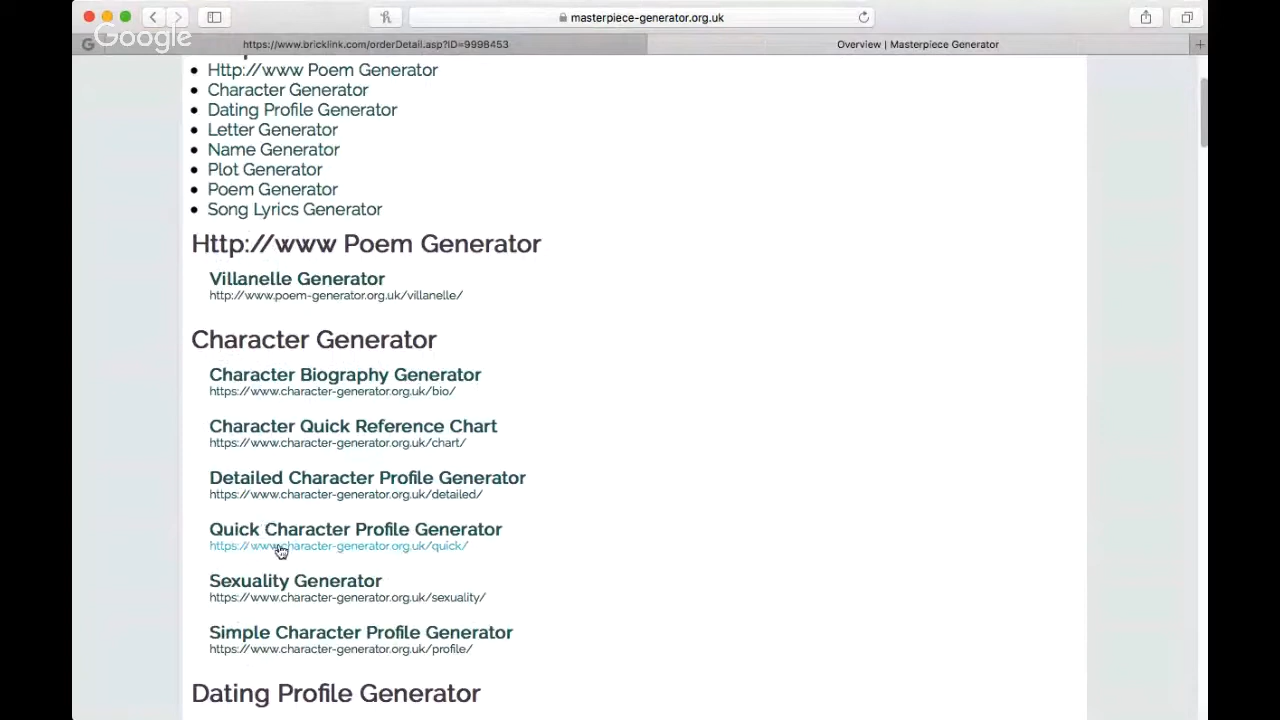 masterpiece-generator.org.uk
Google
G
https://www.bricklink.com/orderDetail.asp?ID=9998453
Overview | Masterpiece Generator
Http://www Poem Generator
Character Generator
Dating Profile Generator
Letter Generator
Name Generator
Plot Generator
Poem Generator
Song Lyrics Generator
Http://www Poem Generator
Villanelle Generator
http://www.poem-generator.org.uk/villanelle/
Character Generator
Character Biography Generator
https://www.character-generator.org.uk/bio/
Character Quick Reference Chart
https://www.character-generator.org.uk/chart/
Detailed Character Profile Generator
https://www.character-generator.org.uk/detailed/
Quick Character Profile Generator
https://www.character-generator.org.uk/quick/
Sexuality Generator
https://www.character-generator.org.uk/sexuality/
Simple Character Profile Generator
https://www.character-generator.org.uk/profile/
Dating Profile Generator